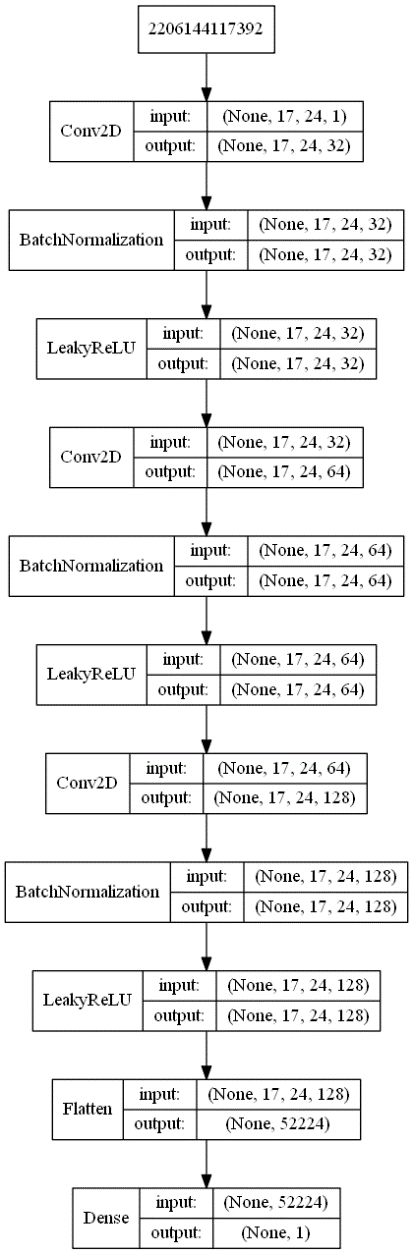 2206144117392
Conv2D
input: (None, 17, 24, 1)
output: (None, 17, 24, 32)
BatchNormalization
input: (None, 17, 24, 32)
output: (None, 17, 24, 32)
LeakyReLU
input: (None, 17, 24, 32)
output: (None, 17, 24, 32)
Conv2D
input: (None, 17, 24, 32)
output: (None, 17, 24, 64)
BatchNormalization
input: (None, 17, 24, 64)
output: (None, 17, 24, 64)
LeakyReLU
input: (None, 17, 24, 64)
output: (None, 17, 24, 64)
Conv2D
input: (None, 17, 24, 64)
output: (None, 17, 24, 128)
BatchNormalization
input: (None, 17, 24, 128)
output: (None, 17, 24, 128)
LeakyReLU
input: (None, 17, 24, 128)
output: (None, 17, 24, 128)
Flatten
input: (None, 17, 24, 128)
output: (None, 52224)
Dense
input: (None, 52224)
output: (None, 1)